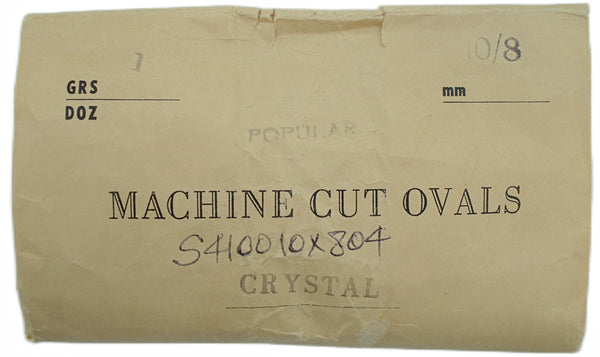 1
10/8
GRS
mm
DOZ
POPULAR
MACHINE CUT OVALS
S410010X804
CRYSTAL